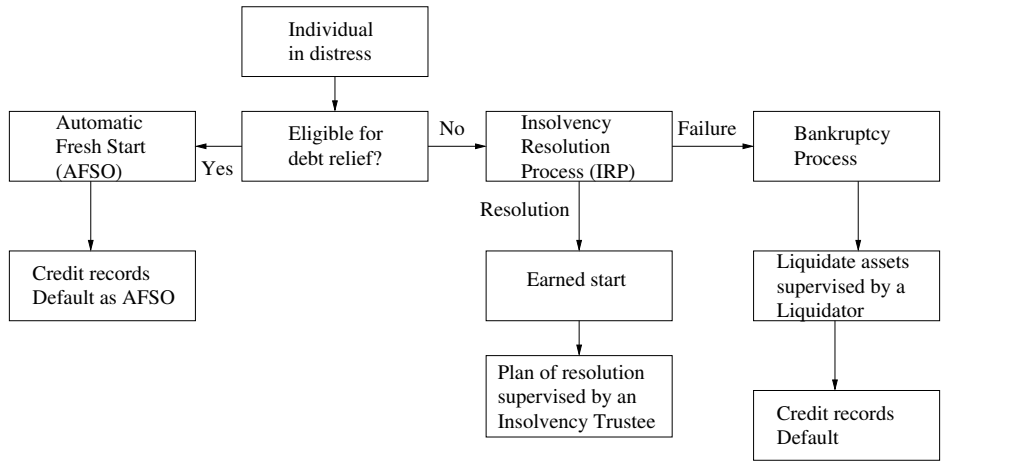 Individual
in distress
Automatic
Fresh Start
(AFSO)
Yes
Eligible for
debt relief?
No
Insolvency
Resolution
Process (IRP)
Failure
Bankruptcy
Process
Resolution
Credit records
Default as AFSO
Earned start
Liquidate assets
supervised by a
Liquidator
Plan of resolution
supervised by an
Insolvency Trustee
Credit records
Default